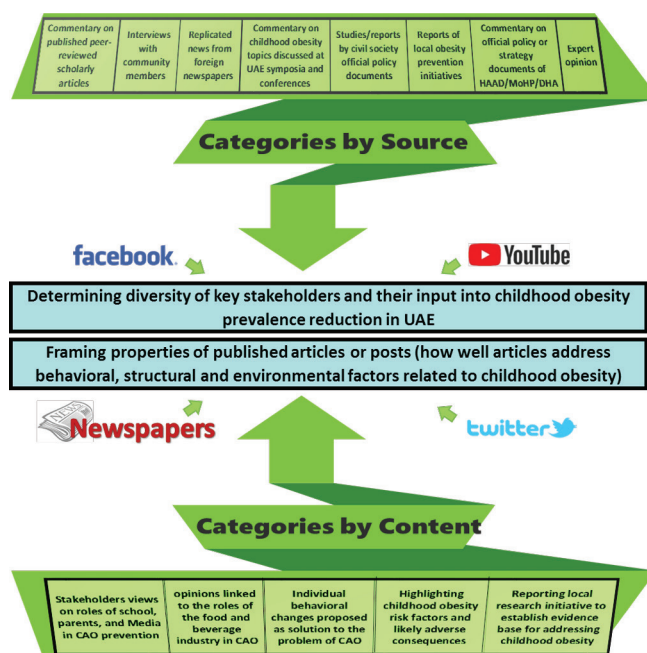 Commentary on
published peer-
reviewed
scholarly
articles
Interviews
with
community
members
Replicated
news from
foreign
newspapers
Commentary on
childhood obesity
topics discussed at
UAE symposia and
conferences
Studies/reports
by civil society
official policy
documents
Reports of
local obesity
prevention
initiatives
Commentary on
official policy or
strategy
documents of
HAAD/MoHP/DHA
Expert
opinion
Categories by Source
facebook.
YouTube
Determining diversity of key stakeholders and their input into childhood obesity
prevalence reduction in UAE
Framing properties of published articles or posts (how well articles address
behavioral, structural and environmental factors related to childhood obesity)
NEWS
Newspapers
twitter
Categories by Content
Stakeholders views
on roles of school,
parents, and Media
in CAO prevention
opinions linked
to the roles of
the food and
beverage
industry in CAO
Individual
behavioral
changes proposed
as solution to the
problem of CAO
Highlighting
childhood obesity
risk factors and
likely adverse
consequences
Reporting local
research initiative to
establish evidence
base for addressing
childhood obesity